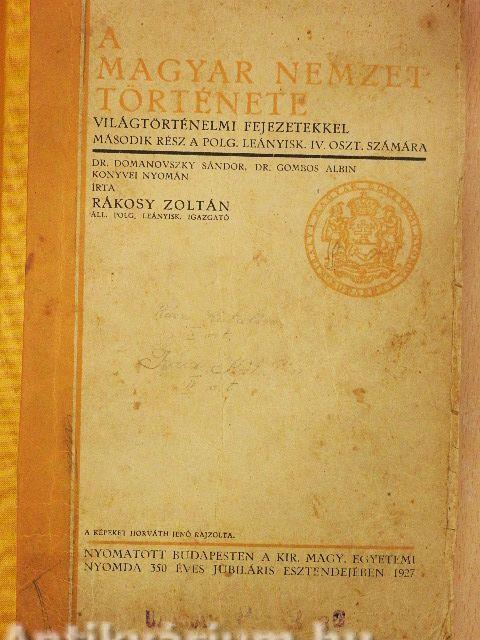 A
MAGYAR NEMZET
TÖRTÉNETE
VILÁGTÖRTÉNELMI FEJEZETEKKEL
MÁSODIK RÉSZ A POLG. LEÁNYISK. IV. OSZT. SZÁMÁRA
DR. DOMANOVSZKY SÁNDOR, DR. GOMBOS ALBIN
KÖNYVEI NYOMÁN
ÍRTA
RÁKOSY ZOLTÁN
ÁLL. POLG. LEÁNYISK. IGAZGATÓ
A KÉPEKET HORVÁTH JENŐ RAJZOLTA.
NYOMATOTT BUDAPESTEN A KIR. MAGY. EGYETEMI
NYOMDA 350 ÉVES JUBILÁRIS ESZTENDEJÉBEN 1927
Antikvárium.hu